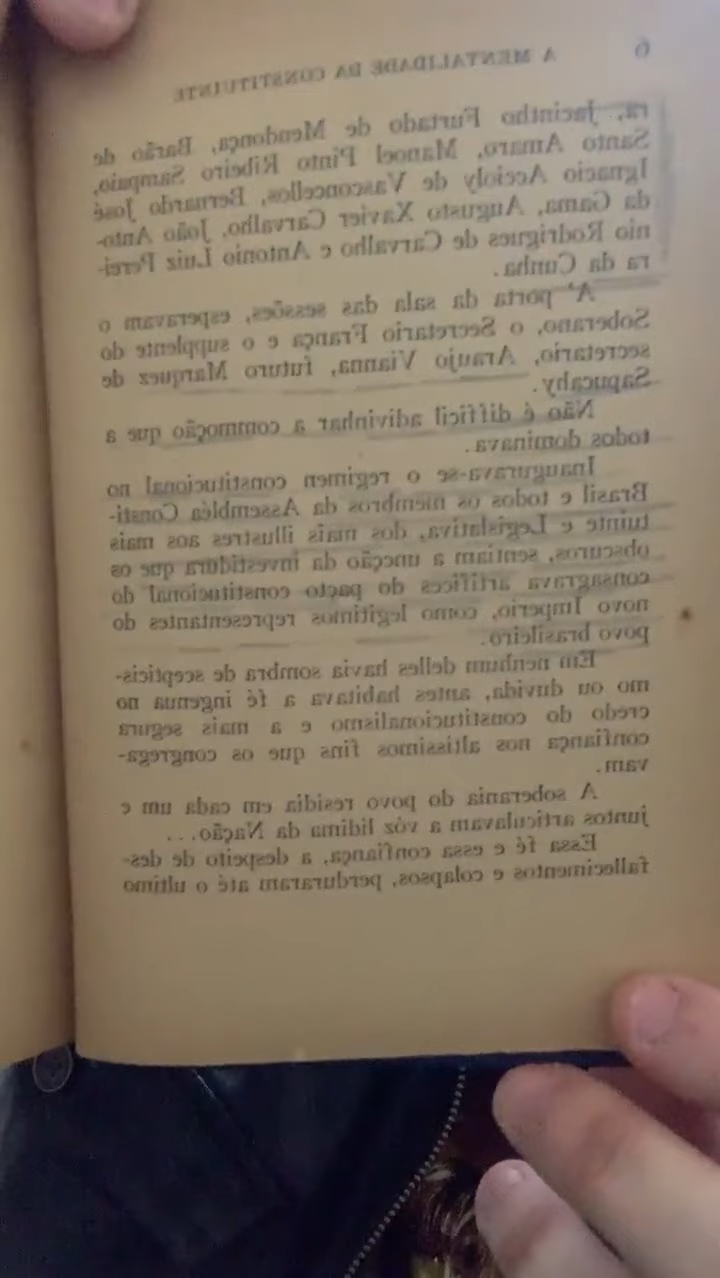 6 A MENTALIDADE DA CONSTITUINTE
ra, Jacintho Furtado de Mendonça, Barão de
Santo Amaro, Manoel Pinto Ribeiro Sampaio,
Ignacio Accioly de Vasconcellos, Bernardo José
da Gama, Augusto Xavier Carvalho, João Anto-
nio Rodrigues de Carvalho e Antonio Luiz Perei-
ra da Cunha.
A' porta da sala das sessões, esperavam o
Soberano, o Secretario França e o supplente do
secretario, Araujo Vianna, futuro Marquez de
Sapucahy.
Não é difficil adivinhar a commoção que a
todos dominava.
Inaugurava-se o regimen constitucional no
Brasil e todos os membros da Assembléa Consti-
tuinte e Legislativa, dos mais illustres aos mais
obscuros, sentiam a uncção da investidura que os
consagrava artifices do pacto constitucional do
novo Imperio, como legitimos representantes do
povo brasileiro.
Em nenhum delles havia sombra de scepticis-
mo ou duvida, antes habitava a fé ingenua no
credo do constitucionalismo e a mais segura
confiança nos altissimos fins que os congrega-
vam.
A soberania do povo residia em cada um e
juntos articulavam a vóz lidima da Nação...
Essa fé e essa confiança, a despeito de des-
fallecimentos e colapsos, perduraram até o ultimo